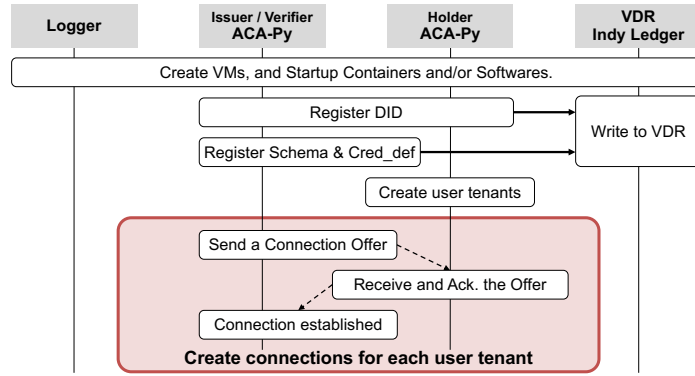 Logger
Issuer / Verifier
ACA-Py
Holder
ACA-Py
VDR
Indy Ledger
Create VMs, and Startup Containers and/or Softwares.
Register DID
Write to VDR
Register Schema & Cred_def
Create user tenants
Send a Connection Offer
Receive and Ack. the Offer
Connection established
Create connections for each user tenant